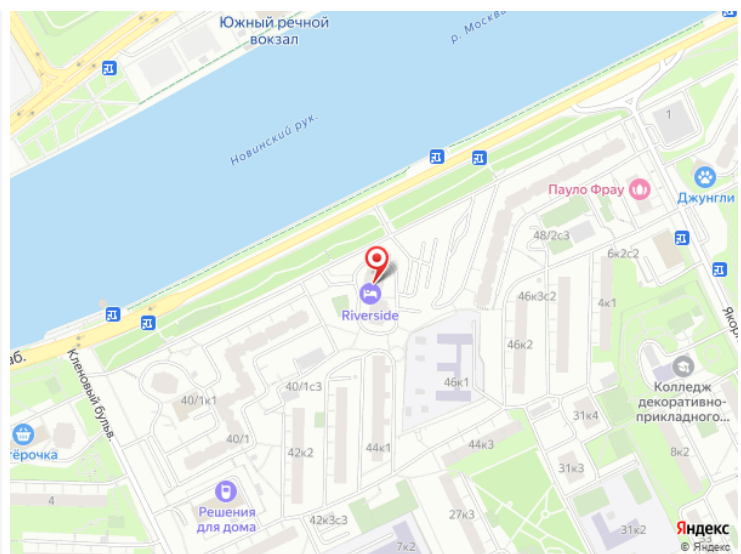 Южный речной
вокзал
р. Москва
Новинский рук.
1
Пауло Фрау
Джунгли
48/2с3
6к2с2
46к3с2
4к1
Riverside
46к2
аб.
Кленовый бульв.
40/1к1
40/1с3
46к1
Колледж
декоративно-
прикладного...
31к4
40/1
44к1
44к3
8к2
42к2
31к3
тёрочка
4
Решения
для дома
42к3с3
27к3
7к2
31к2
Яндекс
© Яндекс